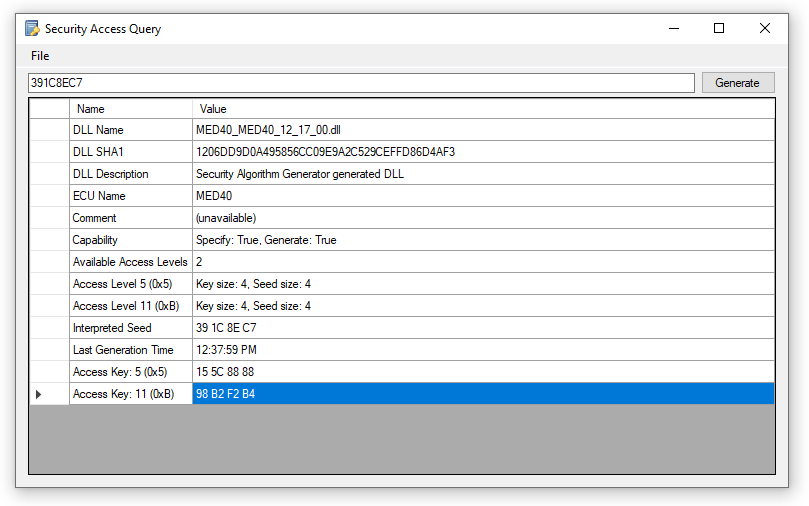 Security Access Query
File
391C8EC7 Generate
Name Value
DLL Name MED40_MED40_12_17_00.dll
DLL SHA1 1206DD9D0A495856CC09E9A2C529CEFFD86D4AF3
DLL Description Security Algorithm Generator generated DLL
ECU Name MED40
Comment (unavailable)
Capability Specify: True, Generate: True
Available Access Levels 2
Access Level 5 (0x5) Key size: 4, Seed size: 4
Access Level 11 (0xB) Key size: 4, Seed size: 4
Interpreted Seed 39 1C 8E C7
Last Generation Time 12:37:59 PM
Access Key: 5 (0x5) 15 5C 88 88
Access Key: 11 (0xB) 98 B2 F2 B4